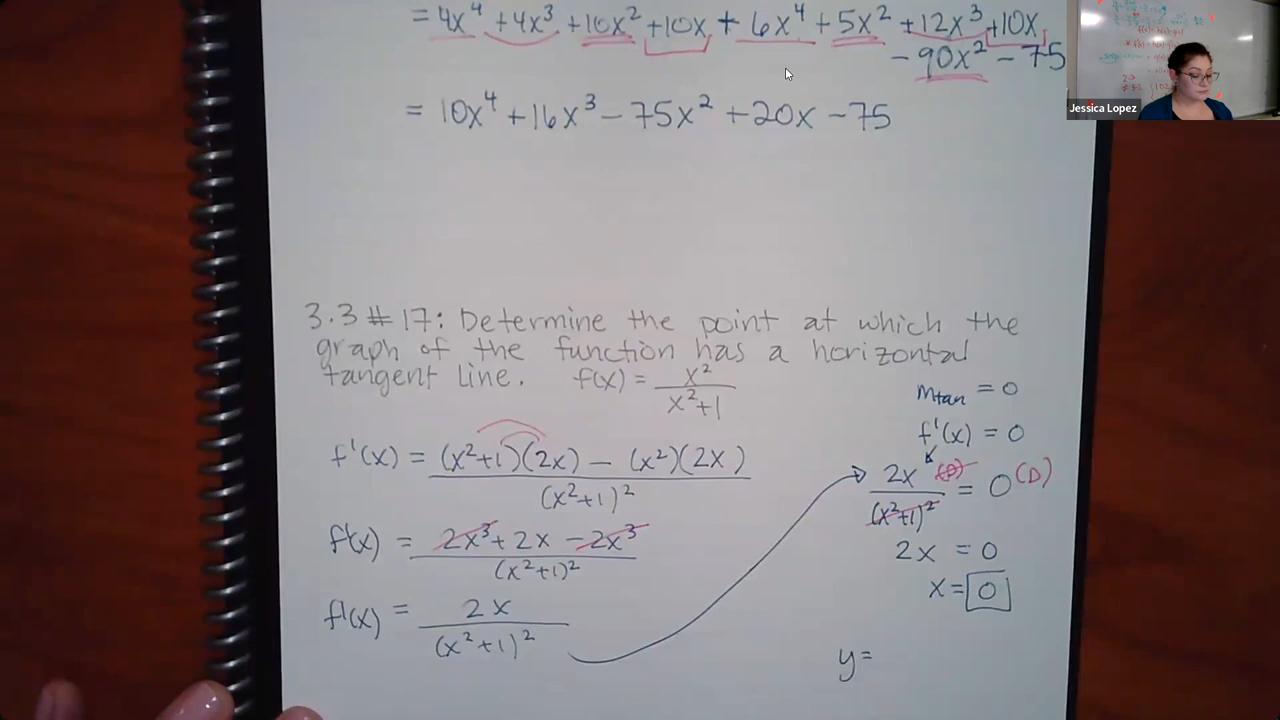 = 4x⁴ + 4x³ + 10x² + 10x + 6x⁴ + 5x² + 12x³ + 10x
- 90x² - 75
= 10x⁴ + 16x³ - 75x² + 20x - 75
Jessica Lopez
3.3 # 17: Determine the point at which the
graph of the function has a horizontal
tangent line. f(x) = x²/(x²+1)
f'(x) = ((x²+1)(2x) - (x²)(2x))/(x²+1)²
f'(x) = (2x³ + 2x - 2x³)/(x²+1)²
f'(x) = 2x/(x²+1)²
mtan = 0
f'(x) = 0
2x/(x²+1)² (D) = 0 (D)
2x = 0
x = 0
y =